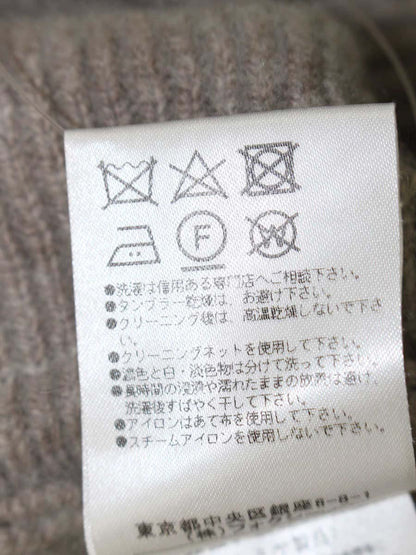 F
W
●洗濯は信用ある専門店へご相談下さい。
●タンブラー乾燥は、お避け下さい。
●クリーニング後は、高温乾燥しないで下さ
い。
●クリーニングネットを使用して下さい。
●濃色と白・淡色物は分けて洗って下さい。
●長時間の浸漬や濡れたままの放置は避け、
洗濯後すばやく干して下さい。
●アイロンはあて布を使用して下さい。
●スチームアイロンを使用しないで下さい。
東京都中央区銀座8-8-1
(株)